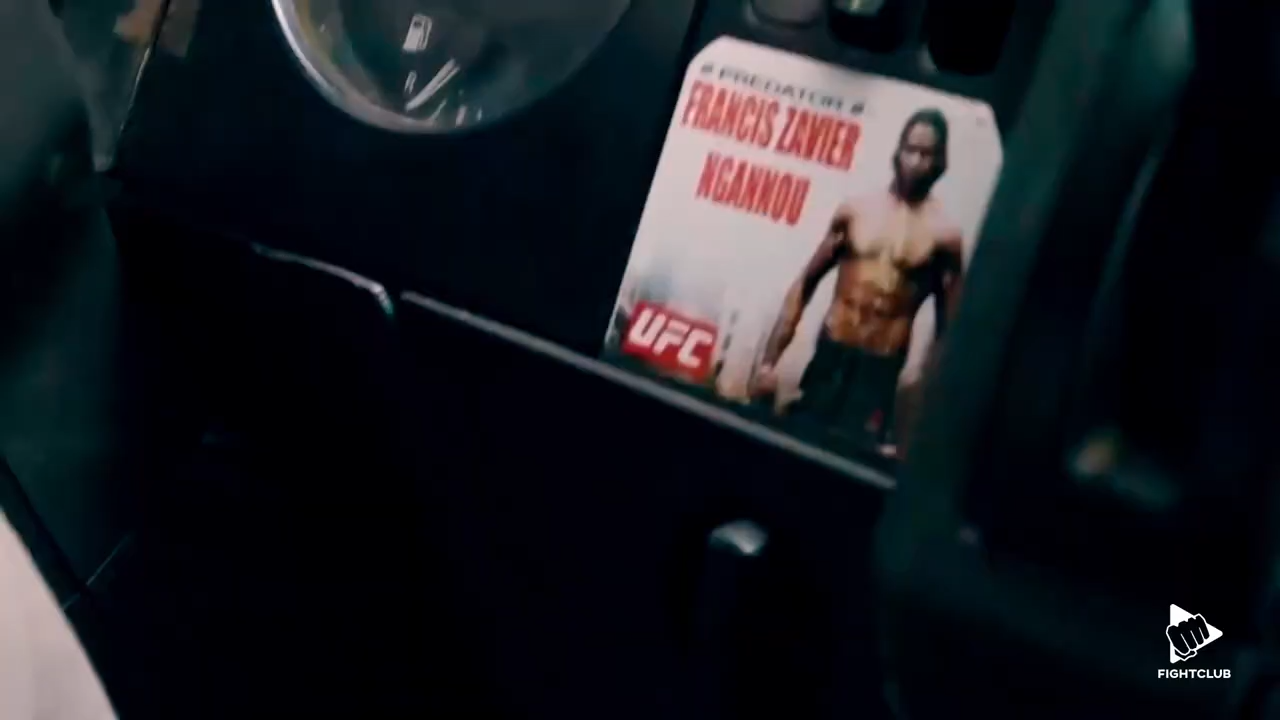 # PREDATOR #
FRANCIS ZAVIER
NGANNOU
UFC
FIGHTCLUB